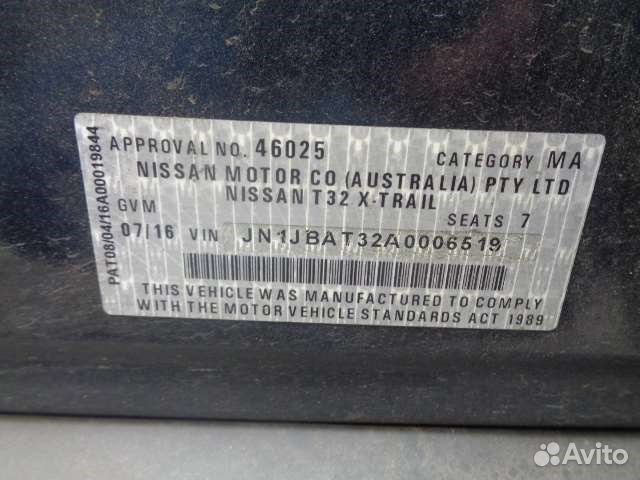 APPROVAL NO. 46025 CATEGORY MA
NISSAN MOTOR CO (AUSTRALIA) PTY LTD
NISSAN T32 X-TRAIL
GVM SEATS 7
07/16 VIN JN1JBAT32A0006519
THIS VEHICLE WAS MANUFACTURED TO COMPLY
WITH THE MOTOR VEHICLE STANDARDS ACT 1989
PAT08/04/16A00019844
Avito